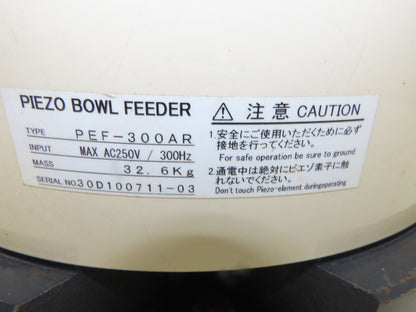 PIEZO BOWL FEEDER
TYPE PEF-300AR
INPUT MAX AC250V / 300Hz
MASS 32.6Kg
SERIAL NO.30D100711-03
⚠ 注意 CAUTION
1.安全にご使用いただくために必ず
接地を行ってください。
For safe operation be sure to ground
2.通電中は絶対にピエゾ素子に触
れないでください。
Don't touch Piezo-element duringoperating